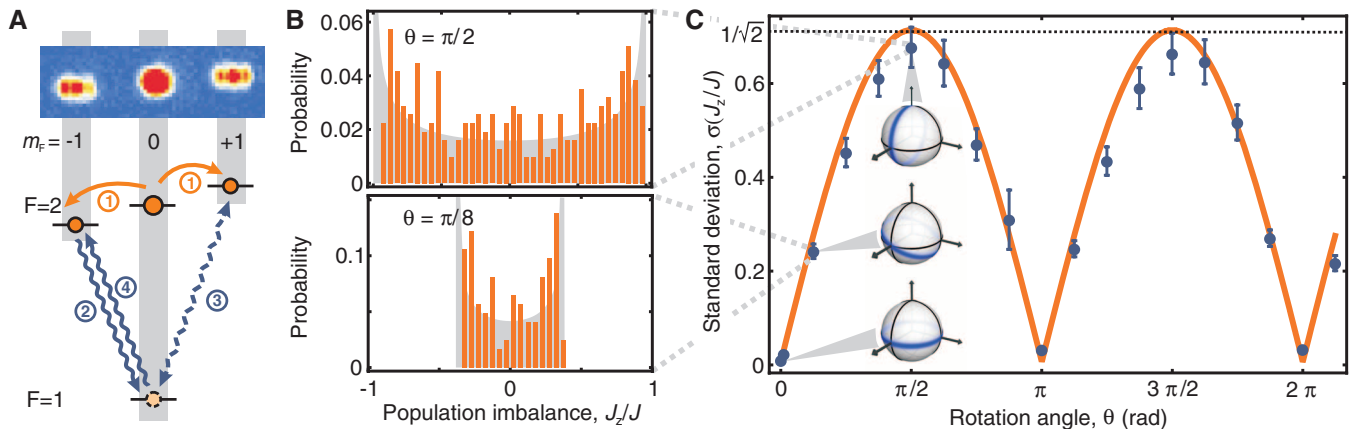 A
m_F = -1
0
+1
①
①
F=2
②
④
③
F=1
B
Probability
0.06
0.04
0.02
0
θ = π/2
Probability
0.1
0
θ = π/8
-1
0
1
Population imbalance, J_z/J
C
Standard deviation, σ(J_z/J)
1/√2
0.6
0.4
0.2
0
0
π/2
π
3 π/2
2 π
Rotation angle, θ (rad)